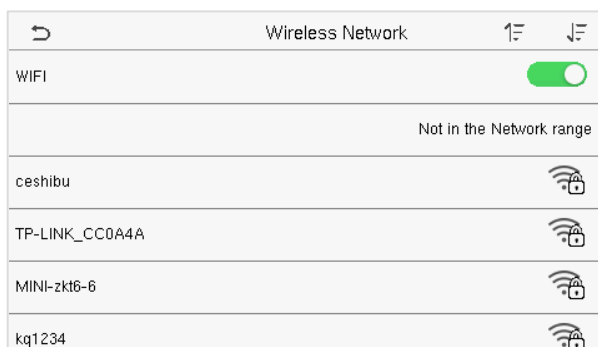 Wireless Network
WIFI
Not in the Network range
ceshibu
TP-LINK_CC0A4A
MINI-zkt6-6
kq1234